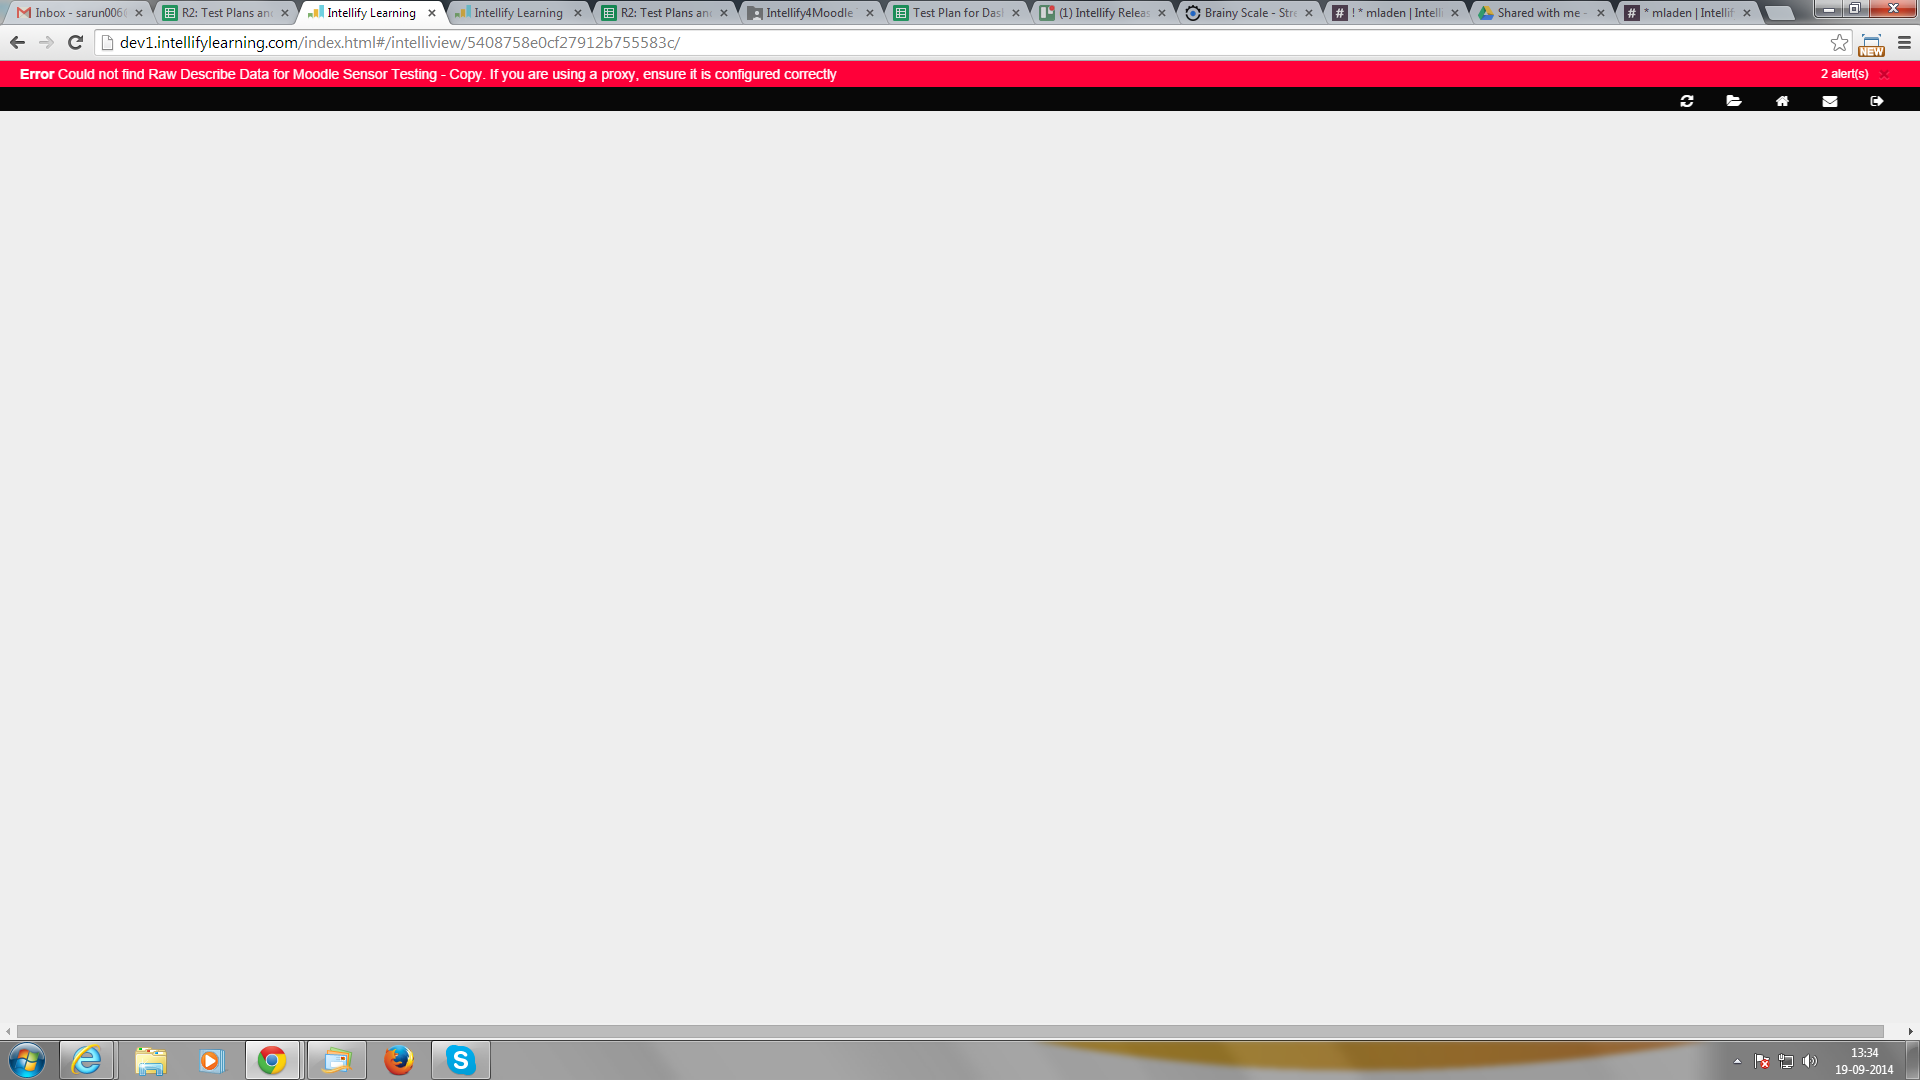 Inbox - sarun006
R2: Test Plans an
Intellify Learning
Intellify Learning
R2: Test Plans an
Intellify4Moodle
Test Plan for Das
(1) Intellify Releas
Brainy Scale - Stre
! * mladen | Intelli
Shared with me -
* mladen | Intellif
dev1.intellifylearning.com/index.html#/intelliview/5408758e0cf27912b755583c/
NEW
Error Could not find Raw Describe Data for Moodle Sensor Testing - Copy. If you are using a proxy, ensure it is configured correctly
2 alert(s)
13:34
19-09-2014